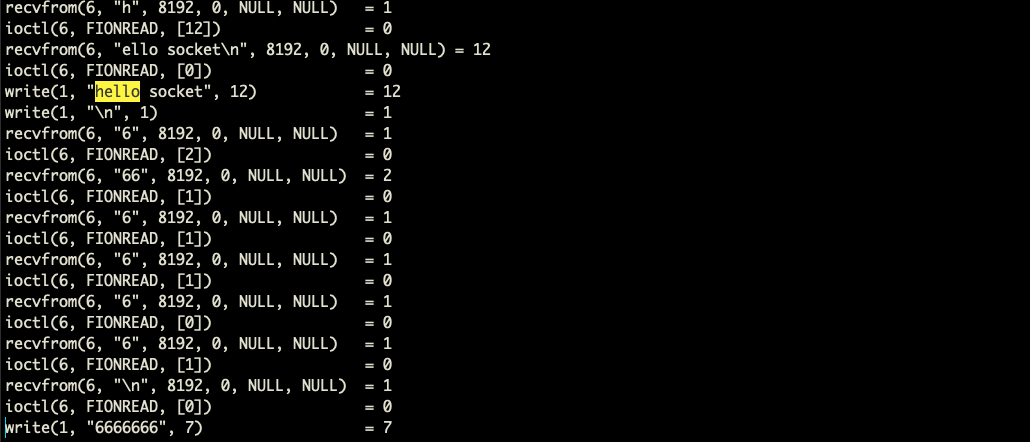 recvfrom(6, "h", 8192, 0, NULL, NULL)   = 1
ioctl(6, FIONREAD, [12])                = 0
recvfrom(6, "ello socket\n", 8192, 0, NULL, NULL) = 12
ioctl(6, FIONREAD, [0])                 = 0
write(1, "hello socket", 12)            = 12
write(1, "\n", 1)                       = 1
recvfrom(6, "6", 8192, 0, NULL, NULL)   = 1
ioctl(6, FIONREAD, [2])                 = 0
recvfrom(6, "66", 8192, 0, NULL, NULL)  = 2
ioctl(6, FIONREAD, [1])                 = 0
recvfrom(6, "6", 8192, 0, NULL, NULL)   = 1
ioctl(6, FIONREAD, [1])                 = 0
recvfrom(6, "6", 8192, 0, NULL, NULL)   = 1
ioctl(6, FIONREAD, [1])                 = 0
recvfrom(6, "6", 8192, 0, NULL, NULL)   = 1
ioctl(6, FIONREAD, [0])                 = 0
recvfrom(6, "6", 8192, 0, NULL, NULL)   = 1
ioctl(6, FIONREAD, [1])                 = 0
recvfrom(6, "\n", 8192, 0, NULL, NULL)  = 1
ioctl(6, FIONREAD, [0])                 = 0
write(1, "6666666", 7)                  = 7